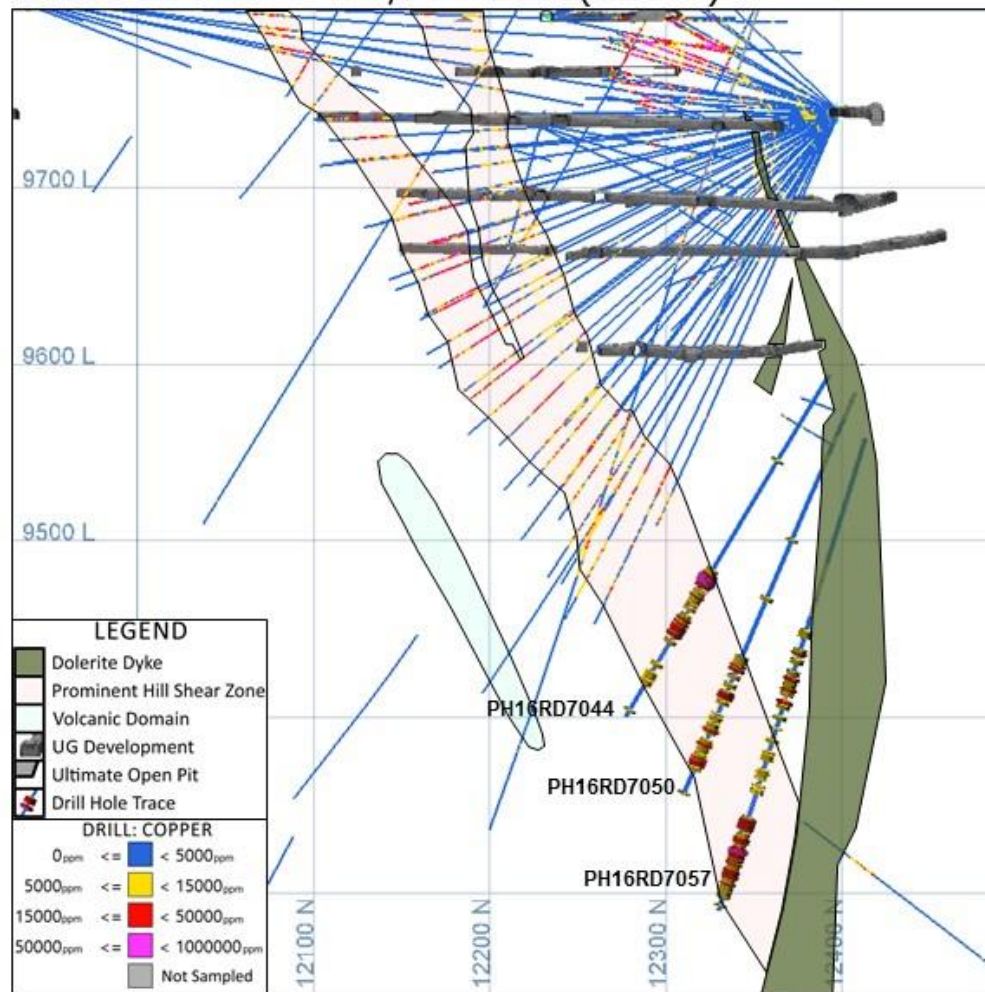 9700 L
9600 L
9500 L
PH16RD7044
PH16RD7050
PH16RD7057
12100 N
12200 N
12300 N
12400 N
LEGEND
Dolerite Dyke
Prominent Hill Shear Zone
Volcanic Domain
UG Development
Ultimate Open Pit
Drill Hole Trace
DRILL: COPPER
0ppm <= < 5000ppm
5000ppm <= < 15000ppm
15000ppm <= < 50000ppm
50000ppm <= < 1000000ppm
Not Sampled